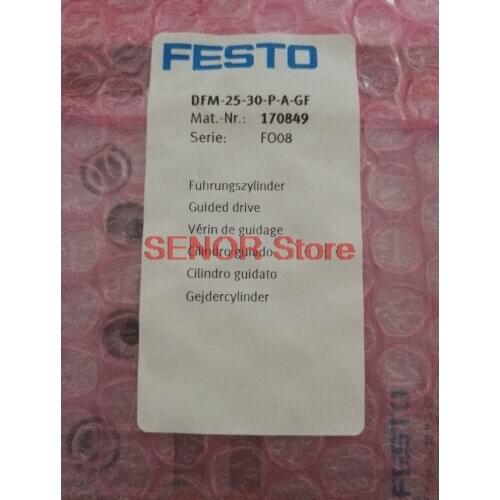 FESTO
DFM-25-30-P-A-GF
Mat.-Nr.: 170849
Serie: FO08
Führungszylinder
Guided drive
Vérin de guidage
SENOR Store
Cilindro guiado
Cilindro guidato
Gejdercylinder
FESTO